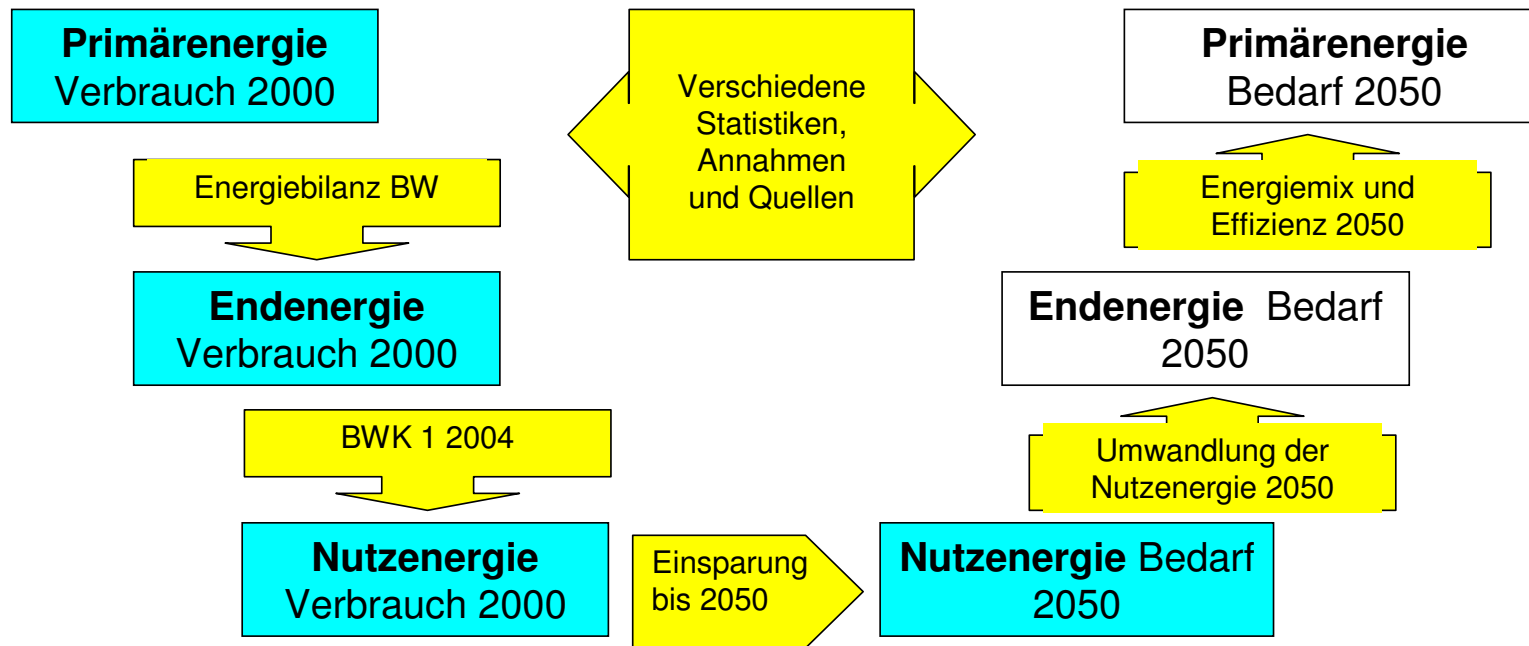 Primärenergie
Verbrauch 2000
Verschiedene
Statistiken,
Annahmen
und Quellen
Primärenergie
Bedarf 2050
Energiebilanz BW
Energiemix und
Effizienz 2050
Endenergie
Verbrauch 2000
Endenergie Bedarf
2050
BWK 1 2004
Umwandlung der
Nutzenergie 2050
Nutzenergie
Verbrauch 2000
Einsparung
bis 2050
Nutzenergie Bedarf
2050